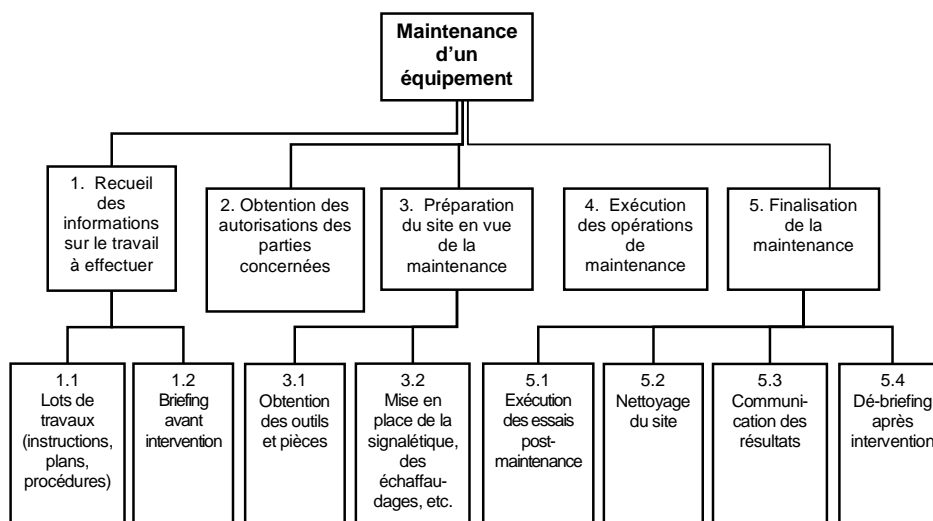 Maintenance
d’un
équipement
1. Recueil
des
informations
sur le travail
à effectuer
2. Obtention des
autorisations des
parties
concernées
3. Préparation
du site en vue
de la
maintenance
4. Exécution
des opérations
de
maintenance
5. Finalisation
de la
maintenance
1.1
Lots de
travaux
(instructions,
plans,
procédures)
1.2
Briefing
avant
intervention
3.1
Obtention
des outils
et pièces
3.2
Mise en
place de la
signalétique,
des
échaffau-
dages, etc.
5.1
Exécution
des essais
post-
maintenance
5.2
Nettoyage
du site
5.3
Communi-
cation des
résultats
5.4
Dé-briefing
après
intervention